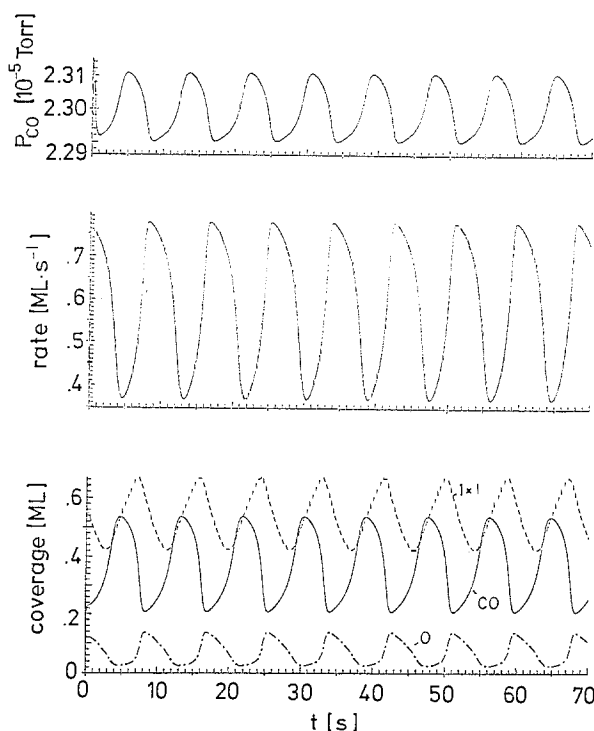 P_CO [10^-5 Torr]
2.31
2.30
2.29
rate [ML·s^-1]
.7
.6
.5
.4
coverage [ML]
.6
.4
.2
0
1×1
CO
O
0 10 20 30 40 50 60 70
t [s]